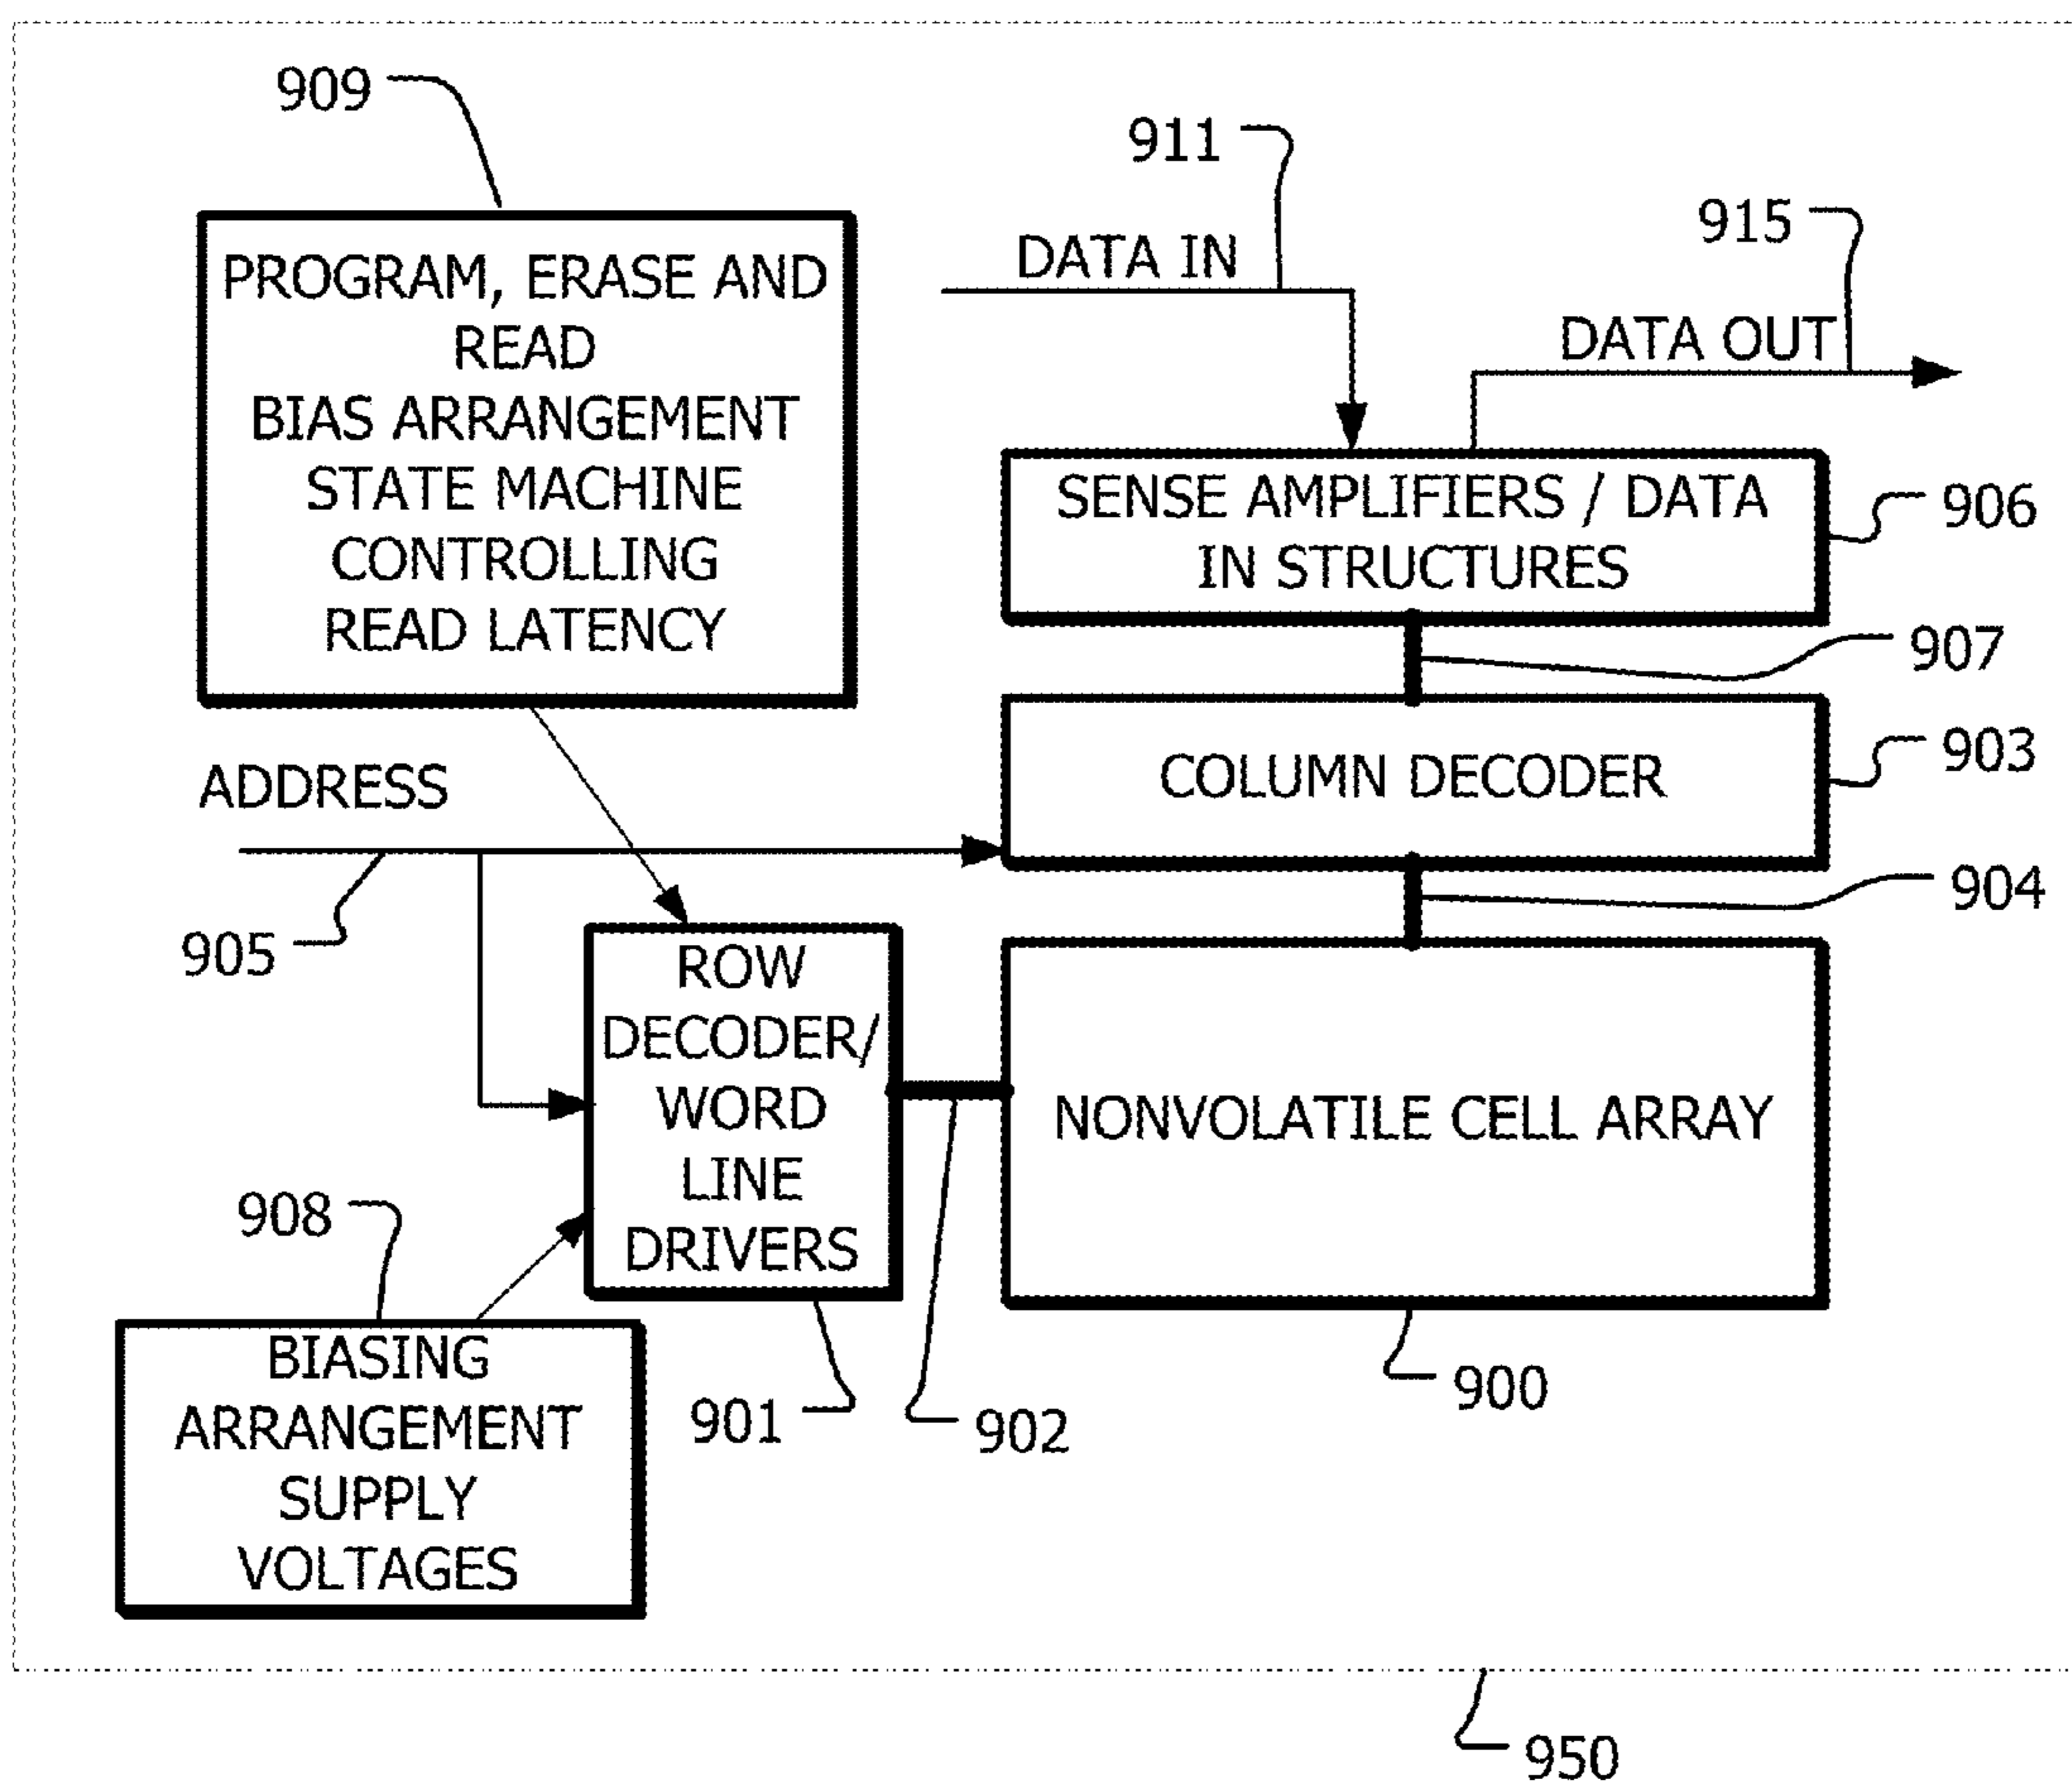 909
911
915
PROGRAM, ERASE AND
READ
BIAS ARRANGEMENT
STATE MACHINE
CONTROLLING
READ LATENCY
DATA IN
DATA OUT
SENSE AMPLIFIERS / DATA
IN STRUCTURES
906
907
COLUMN DECODER
903
ADDRESS
905
904
ROW
DECODER/
WORD
LINE
DRIVERS
NONVOLATILE CELL ARRAY
908
BIASING
ARRANGEMENT
SUPPLY
VOLTAGES
901
902
900
950